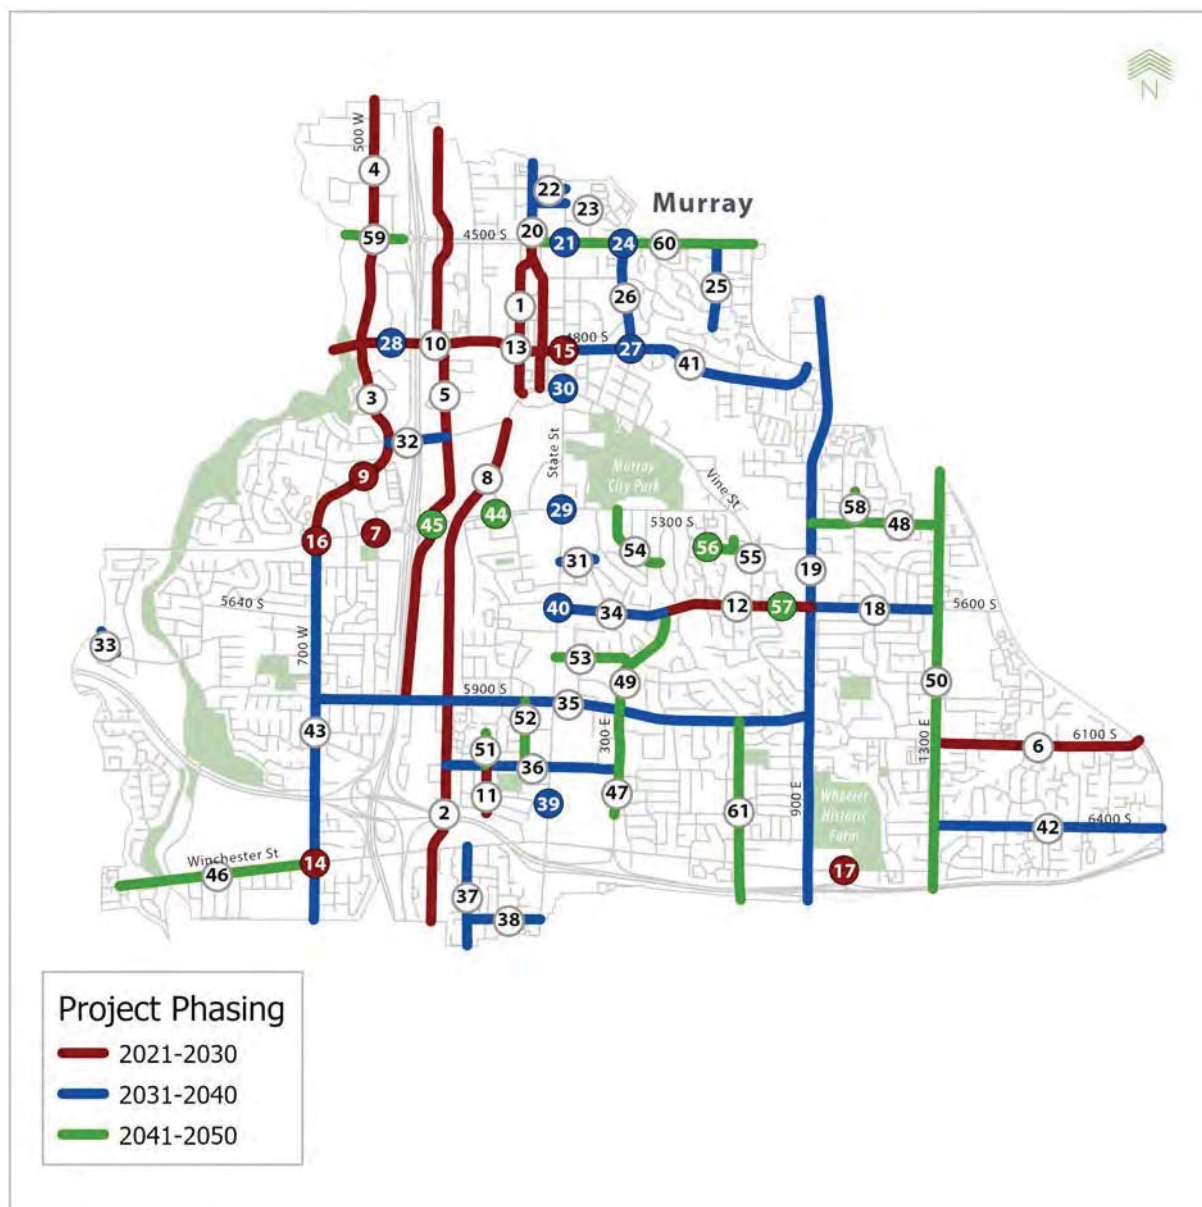 N
500 W
4
22
23
Murray
59
4500 S
20
21
24
60
1
26
25
28
10
13
4800 S
15
27
41
3
5
30
32
State St
8
9
Murray
City Park
Vine St
58
16
7
45
44
29
5300 S
48
54
56
55
31
19
5640 S
40
34
12
57
18
5600 S
33
700 W
53
49
50
5900 S
35
43
52
300 E
1300 E
6100 S
6
51
36
11
39
47
2
61
900 E
Wheeler
Historic
Farm
42
6400 S
Winchester St
14
46
17
37
38
Project Phasing
2021-2030
2031-2040
2041-2050